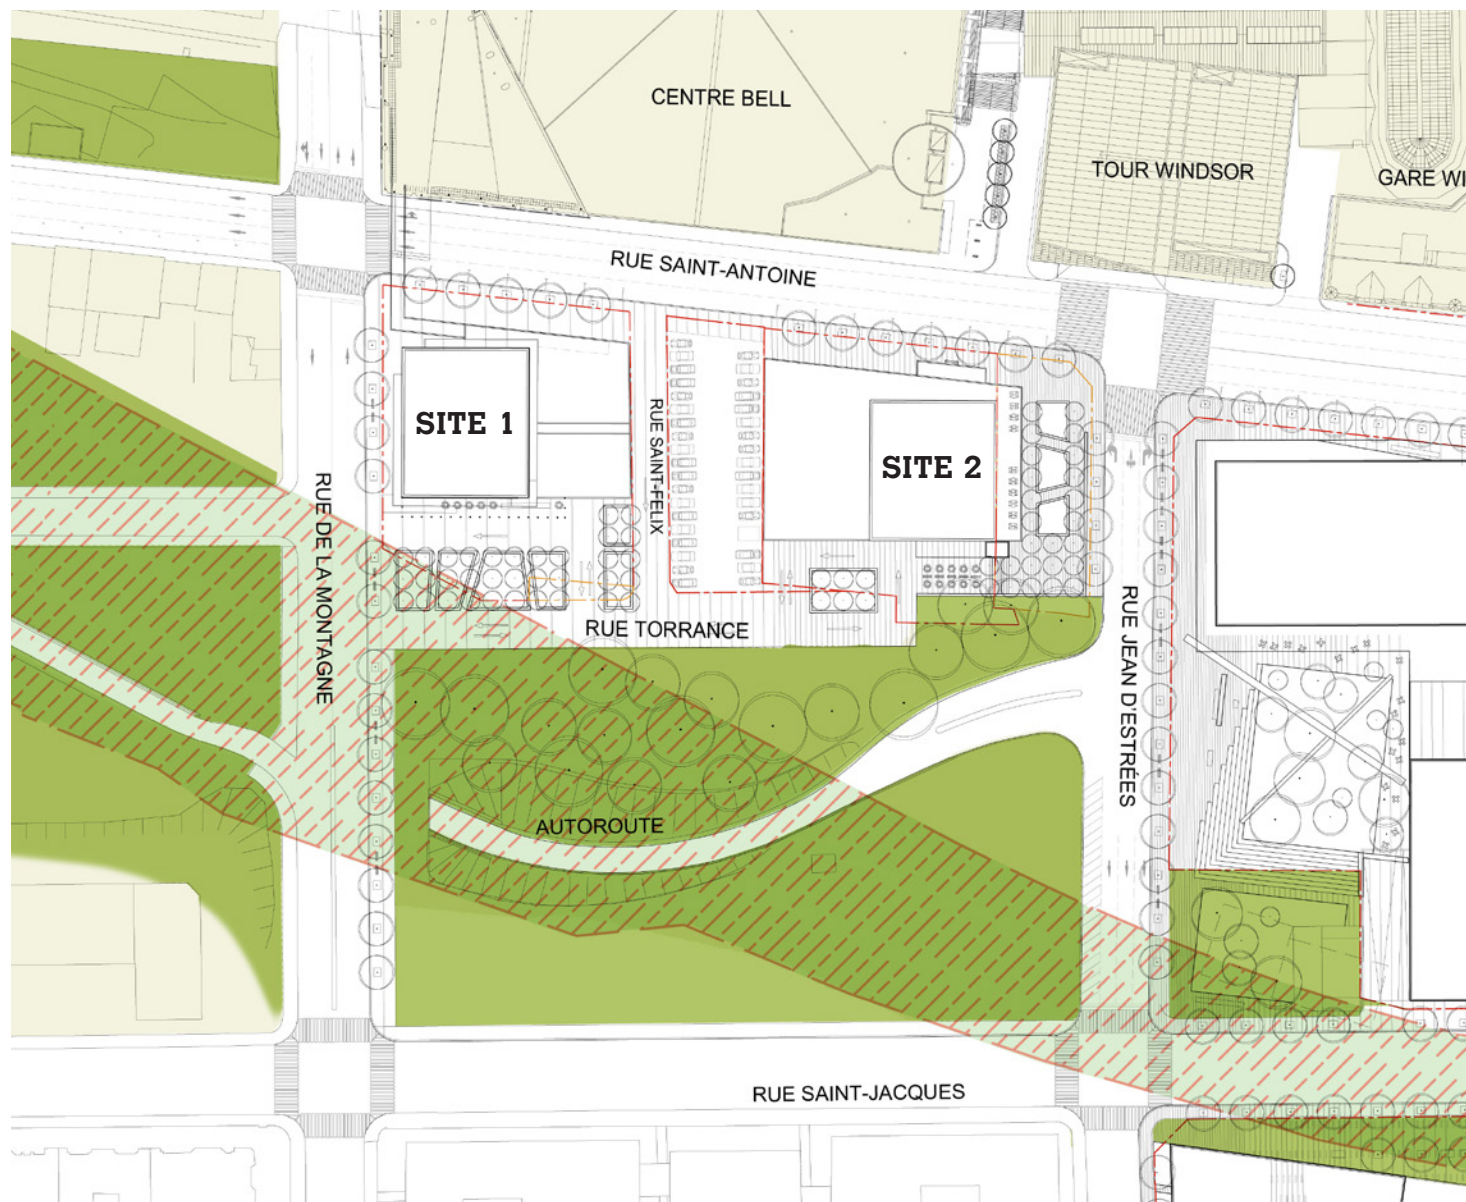 CENTRE BELL
TOUR WINDSOR
GARE WI
RUE SAINT-ANTOINE
SITE 1
RUE SAINT-FELIX
SITE 2
RUE DE LA MONTAGNE
RUE TORRANCE
RUE JEAN D'ESTRÉES
AUTOROUTE
RUE SAINT-JACQUES